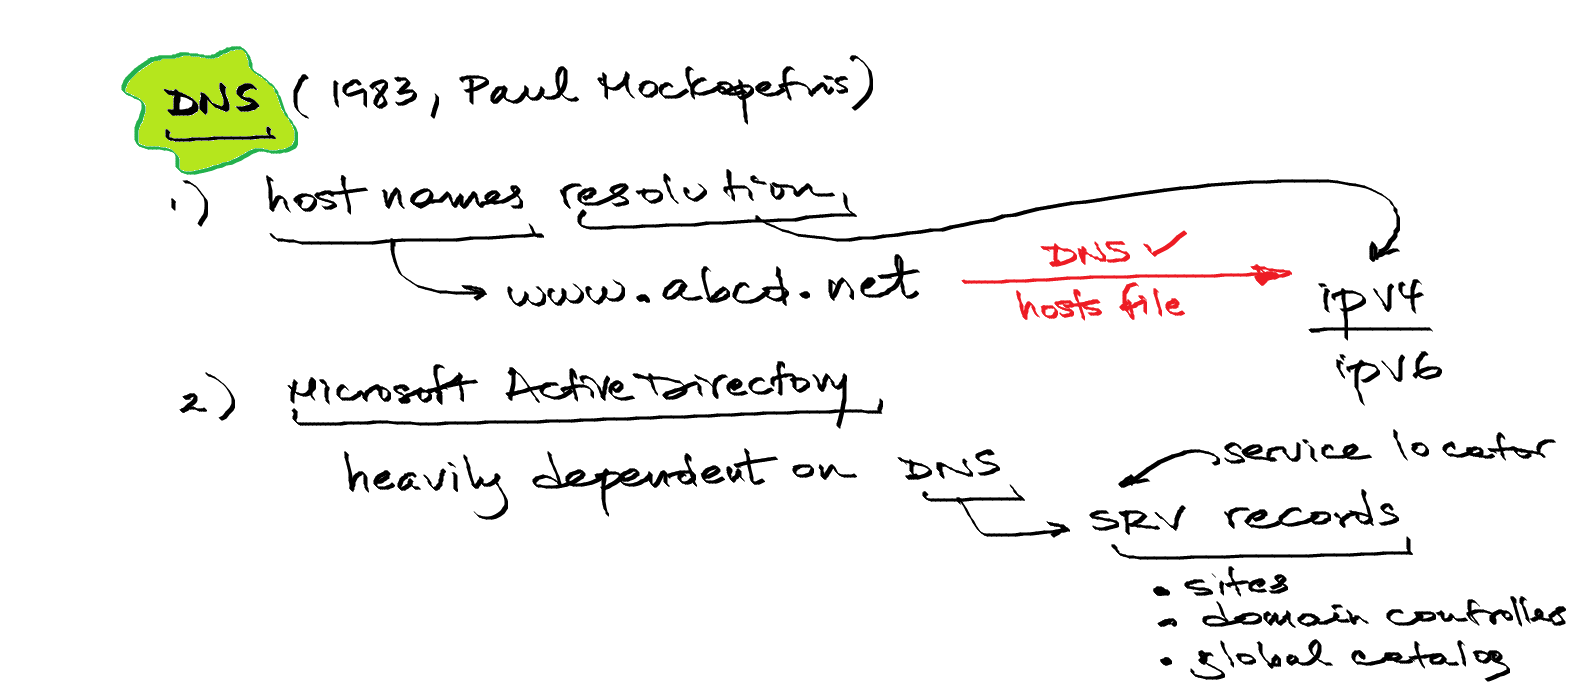 DNS (1983, Paul Mockapetris)
1) host names resolution,
www.abcd.net
DNS ✓
hosts file
ipv4
ipv6
2) Microsoft Active Directory
heavily dependent on DNS
service locator
SRV records
• sites
• domain controlles
• global catalog